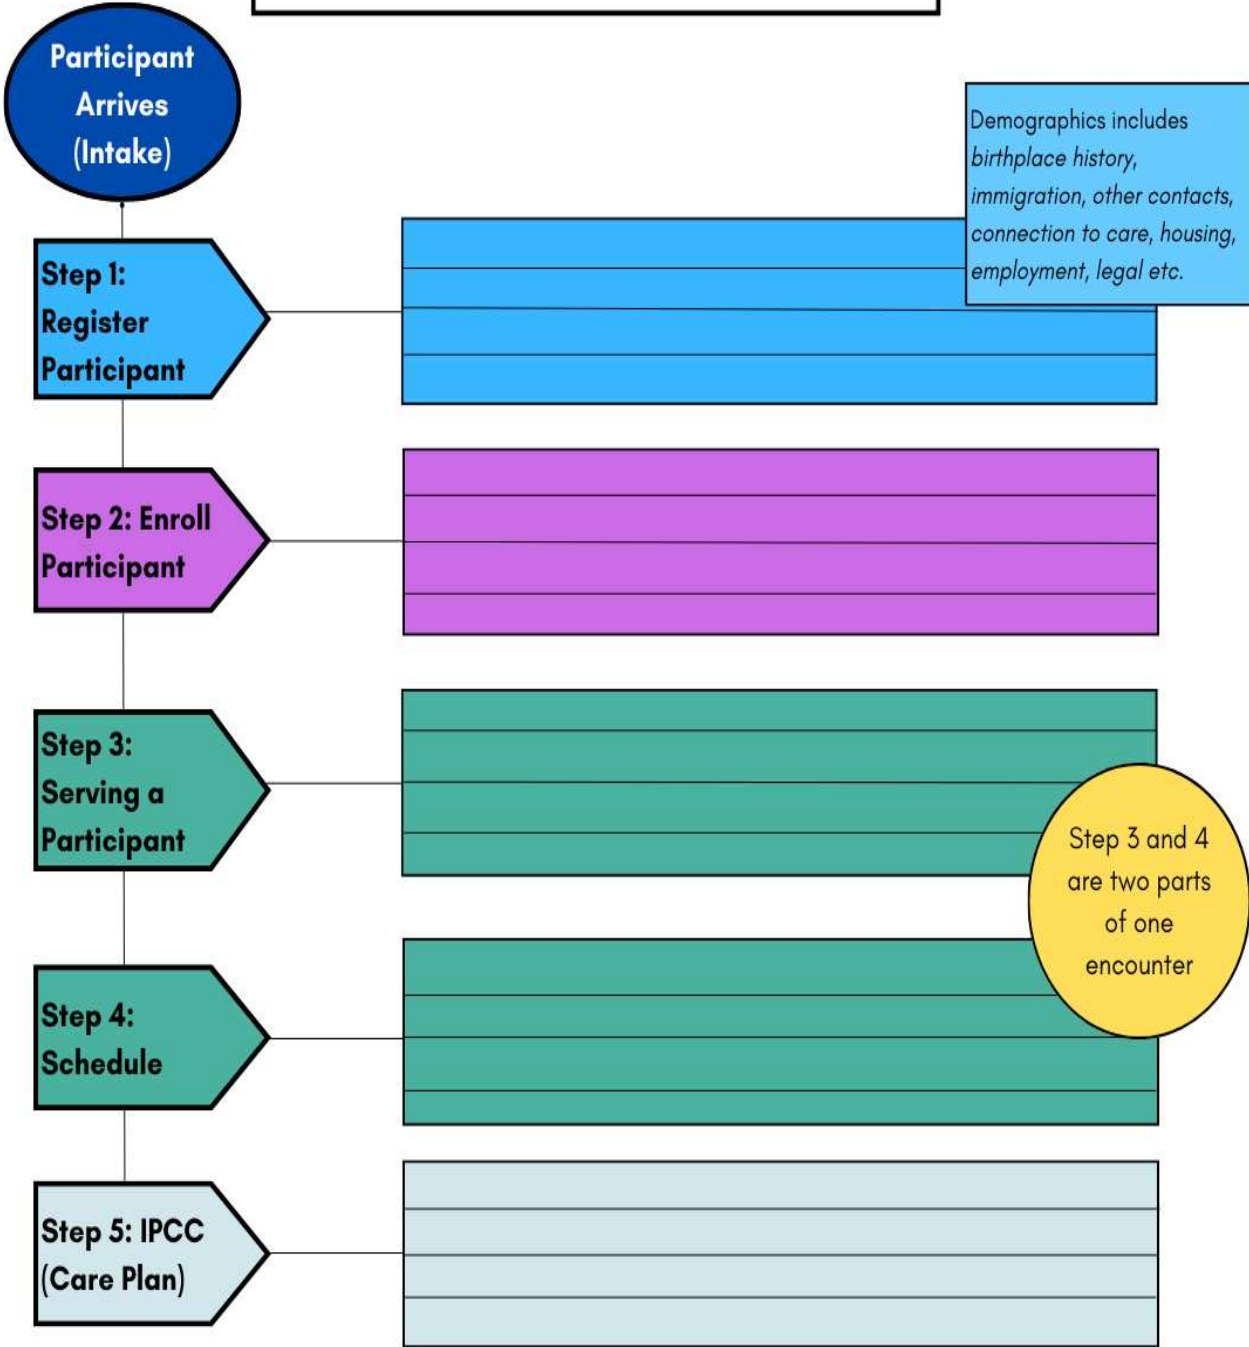 Participant
Arrives
(Intake)
Demographics includes
birthplace history,
immigration, other contacts,
connection to care, housing,
employment, legal etc.
Step 1:
Register
Participant
Step 2: Enroll
Participant
Step 3:
Serving a
Participant
Step 3 and 4
are two parts
of one
encounter
Step 4:
Schedule
Step 5: IPCC
(Care Plan)